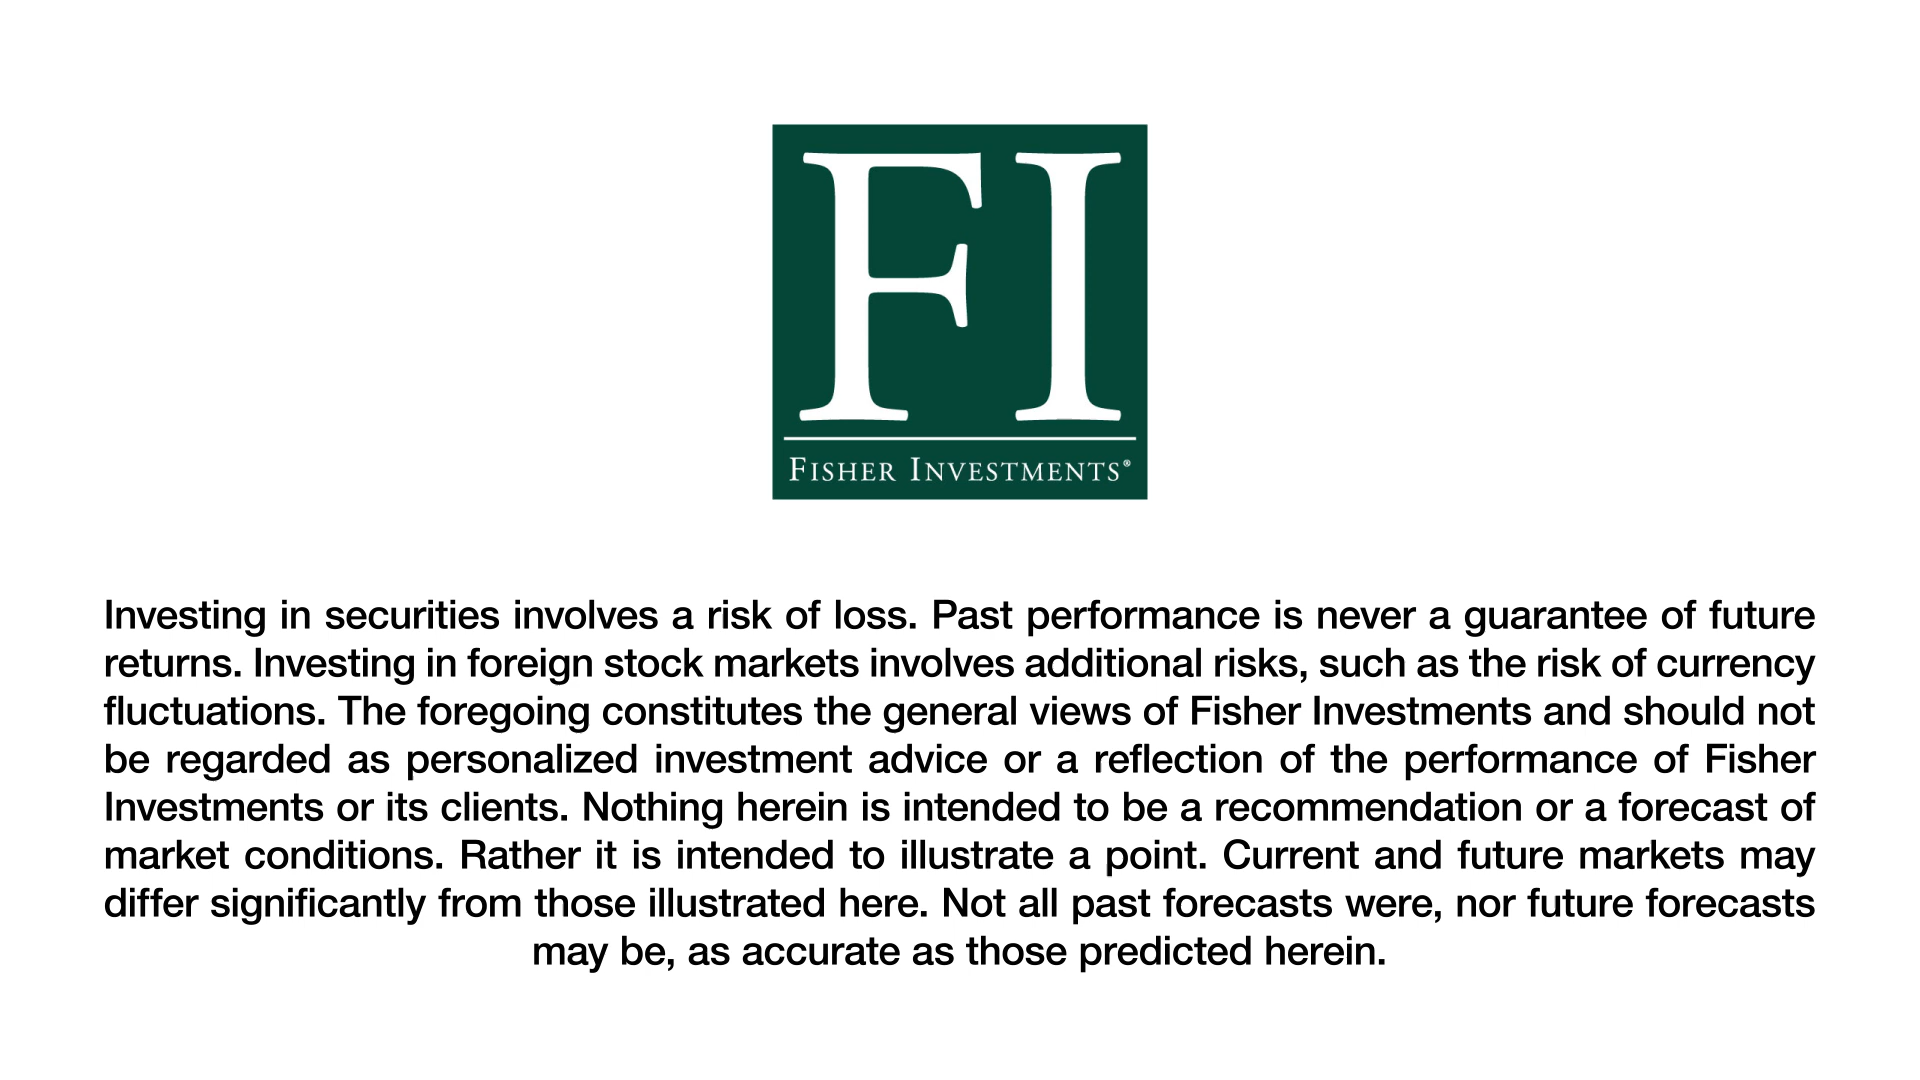 FI
FISHER INVESTMENTS®
Investing in securities involves a risk of loss. Past performance is never a guarantee of future
returns. Investing in foreign stock markets involves additional risks, such as the risk of currency
fluctuations. The foregoing constitutes the general views of Fisher Investments and should not
be regarded as personalized investment advice or a reflection of the performance of Fisher
Investments or its clients. Nothing herein is intended to be a recommendation or a forecast of
market conditions. Rather it is intended to illustrate a point. Current and future markets may
differ significantly from those illustrated here. Not all past forecasts were, nor future forecasts
may be, as accurate as those predicted herein.